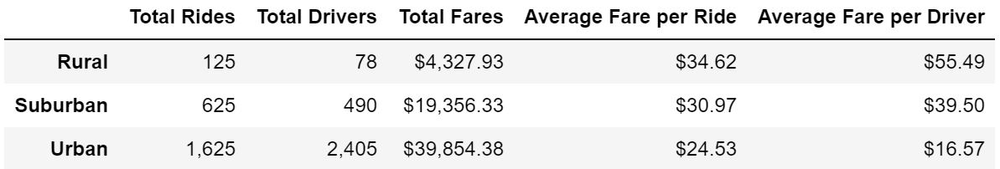 Total Rides Total Drivers Total Fares Average Fare per Ride Average Fare per Driver
Rural 125 78 $4,327.93 $34.62 $55.49
Suburban 625 490 $19,356.33 $30.97 $39.50
Urban 1,625 2,405 $39,854.38 $24.53 $16.57